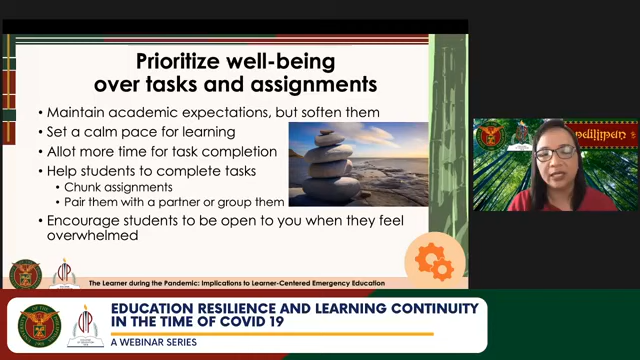 Prioritize well-being
over tasks and assignments
• Maintain academic expectations, but soften them
• Set a calm pace for learning
• Allot more time for task completion
• Help students to complete tasks
• Chunk assignments
• Pair them with a partner or group them
• Encourage students to be open to you when they feel
overwhelmed
The Learner during the Pandemic: Implications to Learner-Centered Emergency Education
EDUCATION RESILIENCE AND LEARNING CONTINUITY
IN THE TIME OF COVID 19
A WEBINAR SERIES